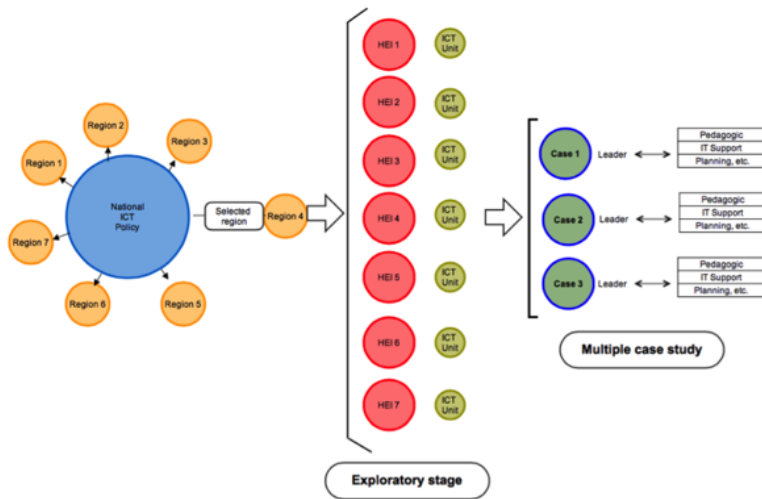 National
ICT
Policy
Region 1
Region 2
Region 3
Selected
region
Region 4
Region 5
Region 6
Region 7
HEI 1
ICT
Unit
HEI 2
ICT
Unit
HEI 3
ICT
Unit
HEI 4
ICT
Unit
HEI 5
ICT
Unit
HEI 6
ICT
Unit
HEI 7
ICT
Unit
Exploratory stage
Case 1
Leader
Pedagogic
IT Support
Planning, etc.
Case 2
Leader
Pedagogic
IT Support
Planning, etc.
Case 3
Leader
Pedagogic
IT Support
Planning, etc.
Multiple case study